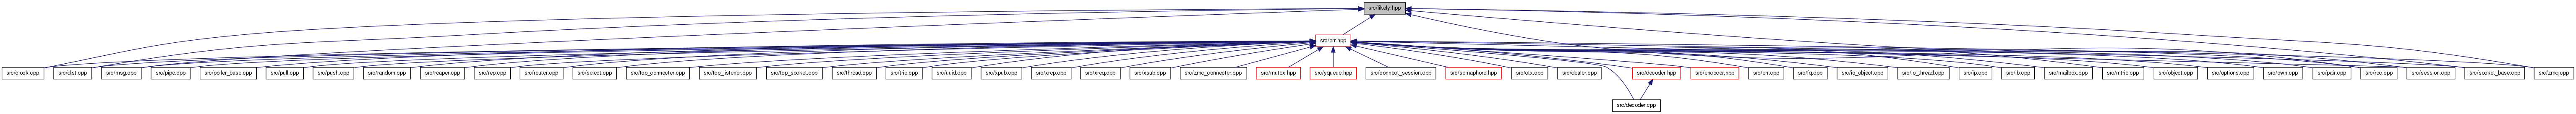 src/likely.hpp
src/err.hpp
src/clock.cpp
src/dist.cpp
src/msg.cpp
src/pipe.cpp
src/poller_base.cpp
src/pull.cpp
src/push.cpp
src/random.cpp
src/reaper.cpp
src/rep.cpp
src/router.cpp
src/select.cpp
src/tcp_connecter.cpp
src/tcp_listener.cpp
src/tcp_socket.cpp
src/thread.cpp
src/trie.cpp
src/uuid.cpp
src/xpub.cpp
src/xrep.cpp
src/xreq.cpp
src/xsub.cpp
src/zmq_connecter.cpp
src/mutex.hpp
src/yqueue.hpp
src/connect_session.cpp
src/semaphore.hpp
src/ctx.cpp
src/dealer.cpp
src/decoder.hpp
src/encoder.hpp
src/err.cpp
src/fq.cpp
src/io_object.cpp
src/io_thread.cpp
src/ip.cpp
src/lb.cpp
src/mailbox.cpp
src/mtrie.cpp
src/object.cpp
src/options.cpp
src/own.cpp
src/pair.cpp
src/req.cpp
src/session.cpp
src/socket_base.cpp
src/zmq.cpp
src/decoder.cpp